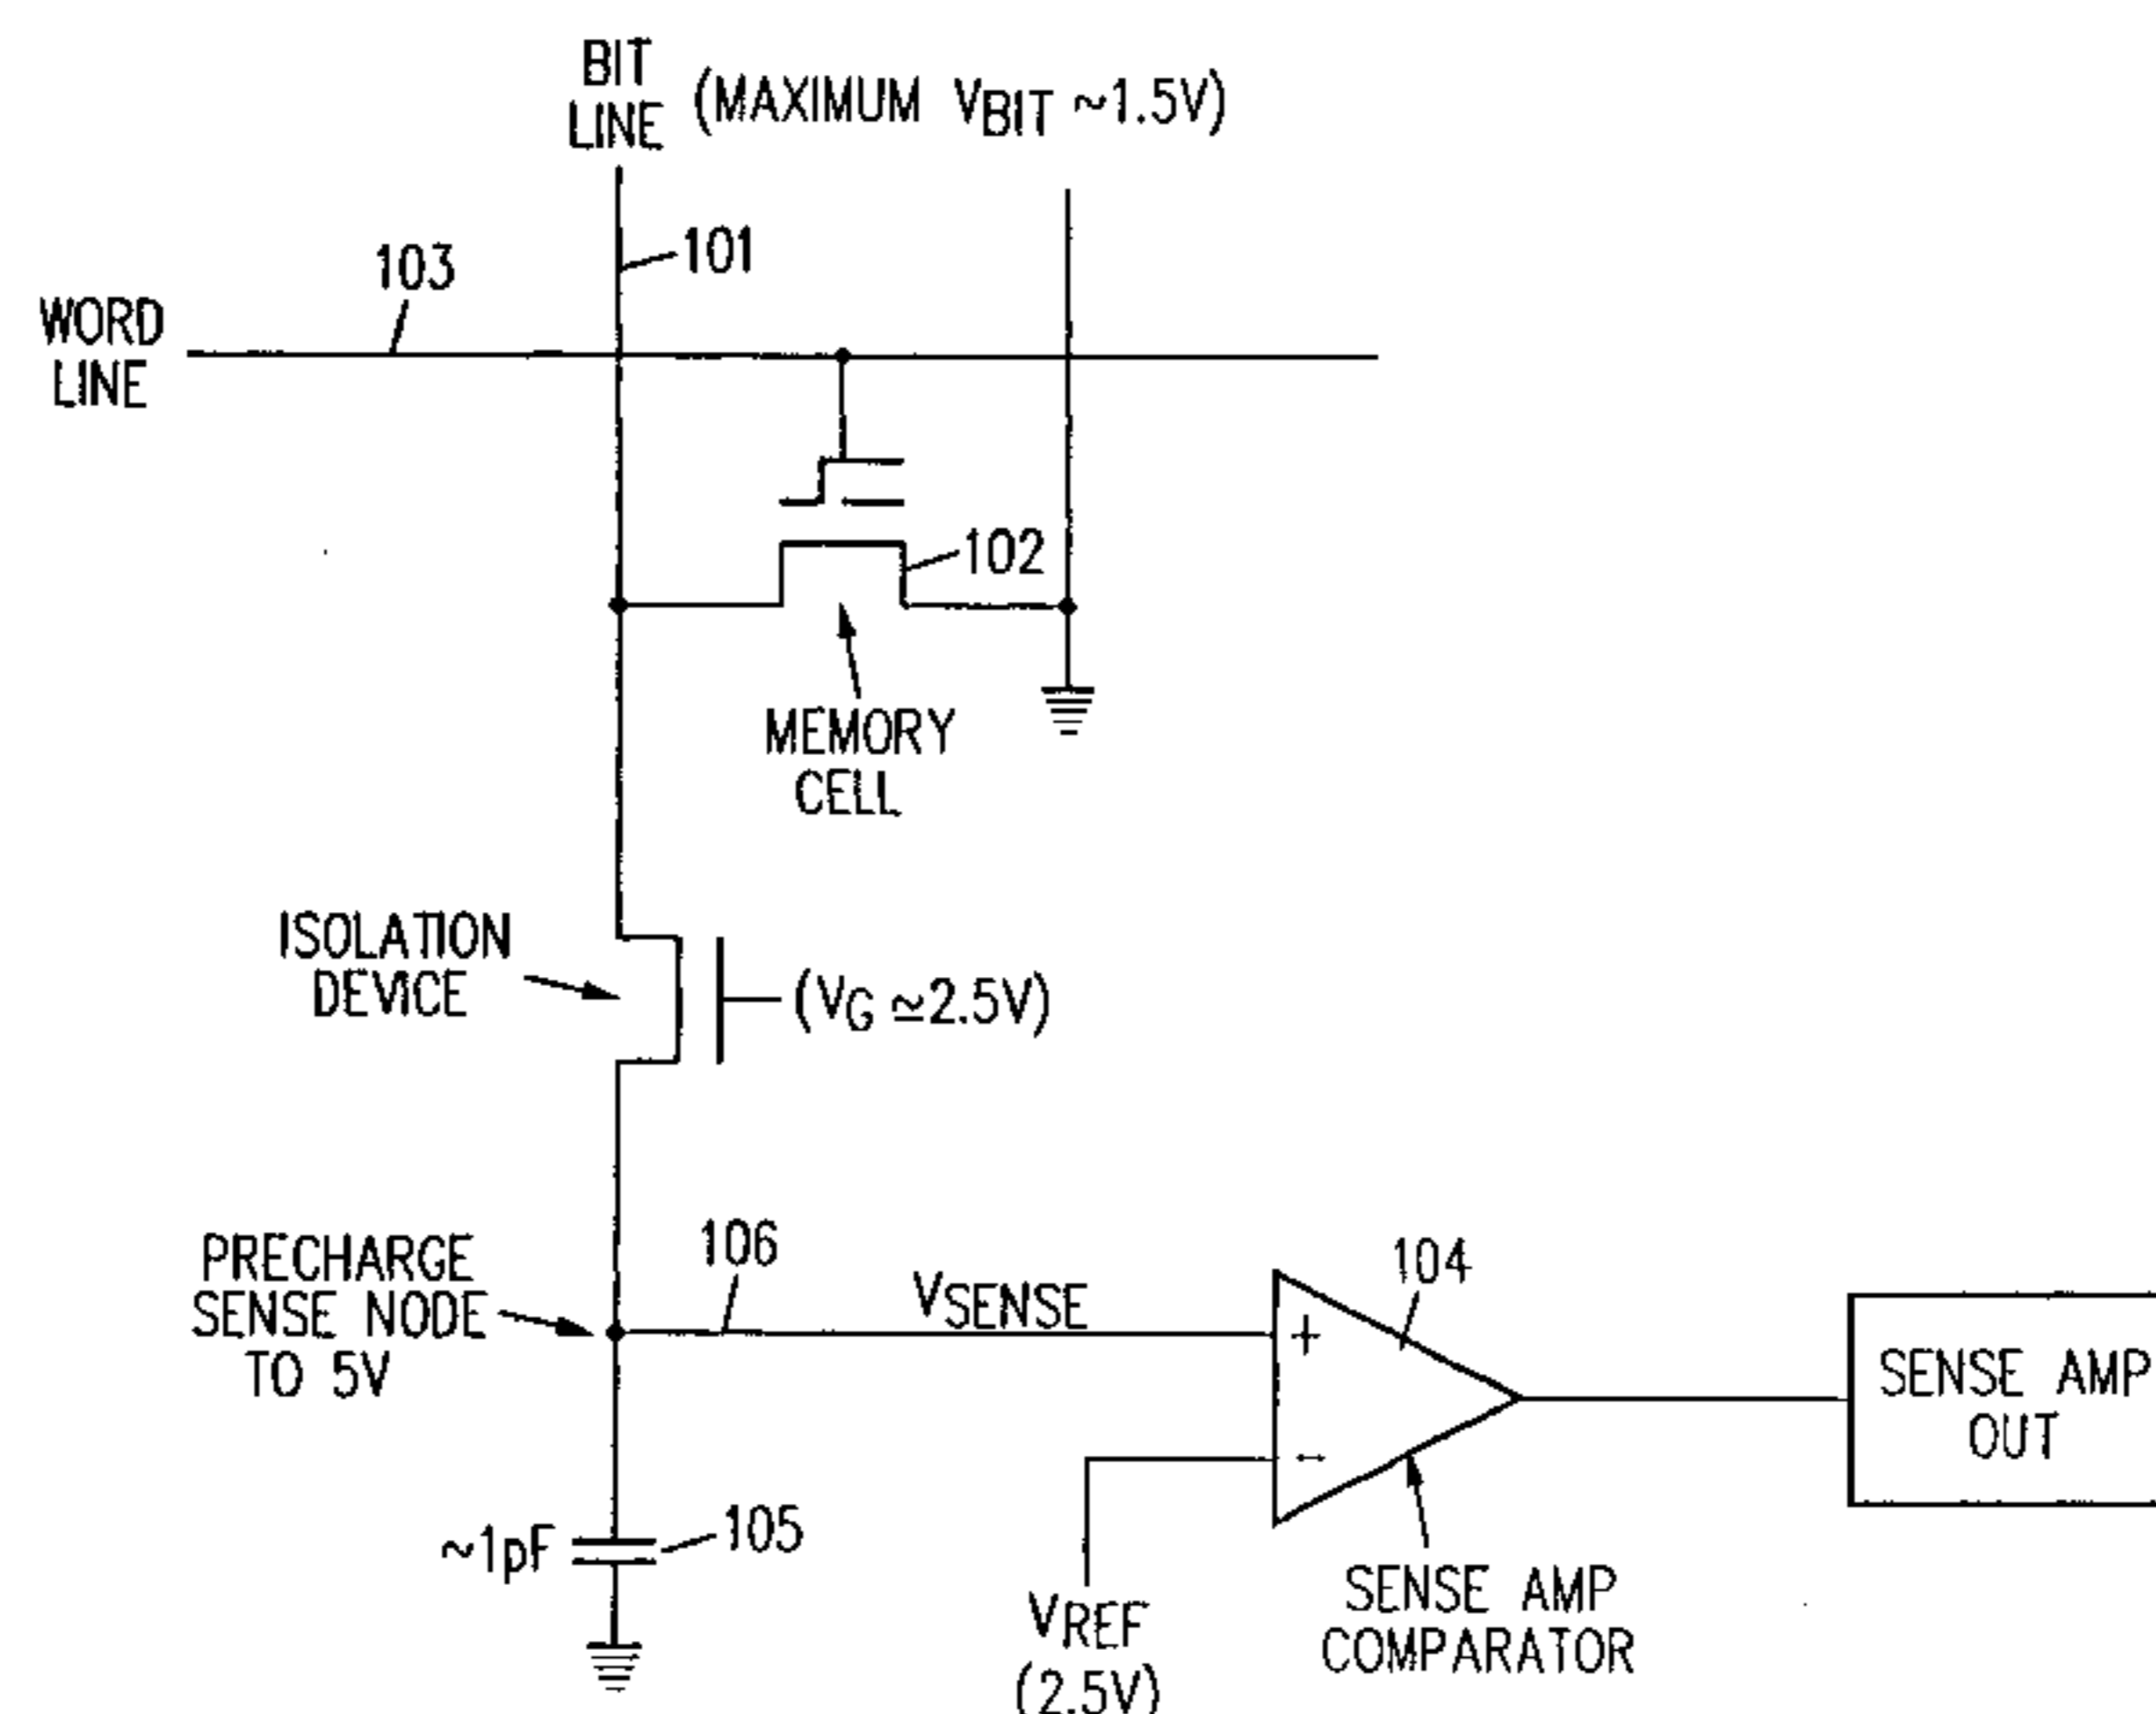 BIT
LINE
(MAXIMUM VBIT ~1.5V)
101
103
WORD
LINE
102
MEMORY
CELL
ISOLATION
DEVICE
(VG ≃2.5V)
PRECHARGE
SENSE NODE
TO 5V
106
VSENSE
104
+
-
SENSE AMP
OUT
~1pF
105
VREF
(2.5V)
SENSE AMP
COMPARATOR